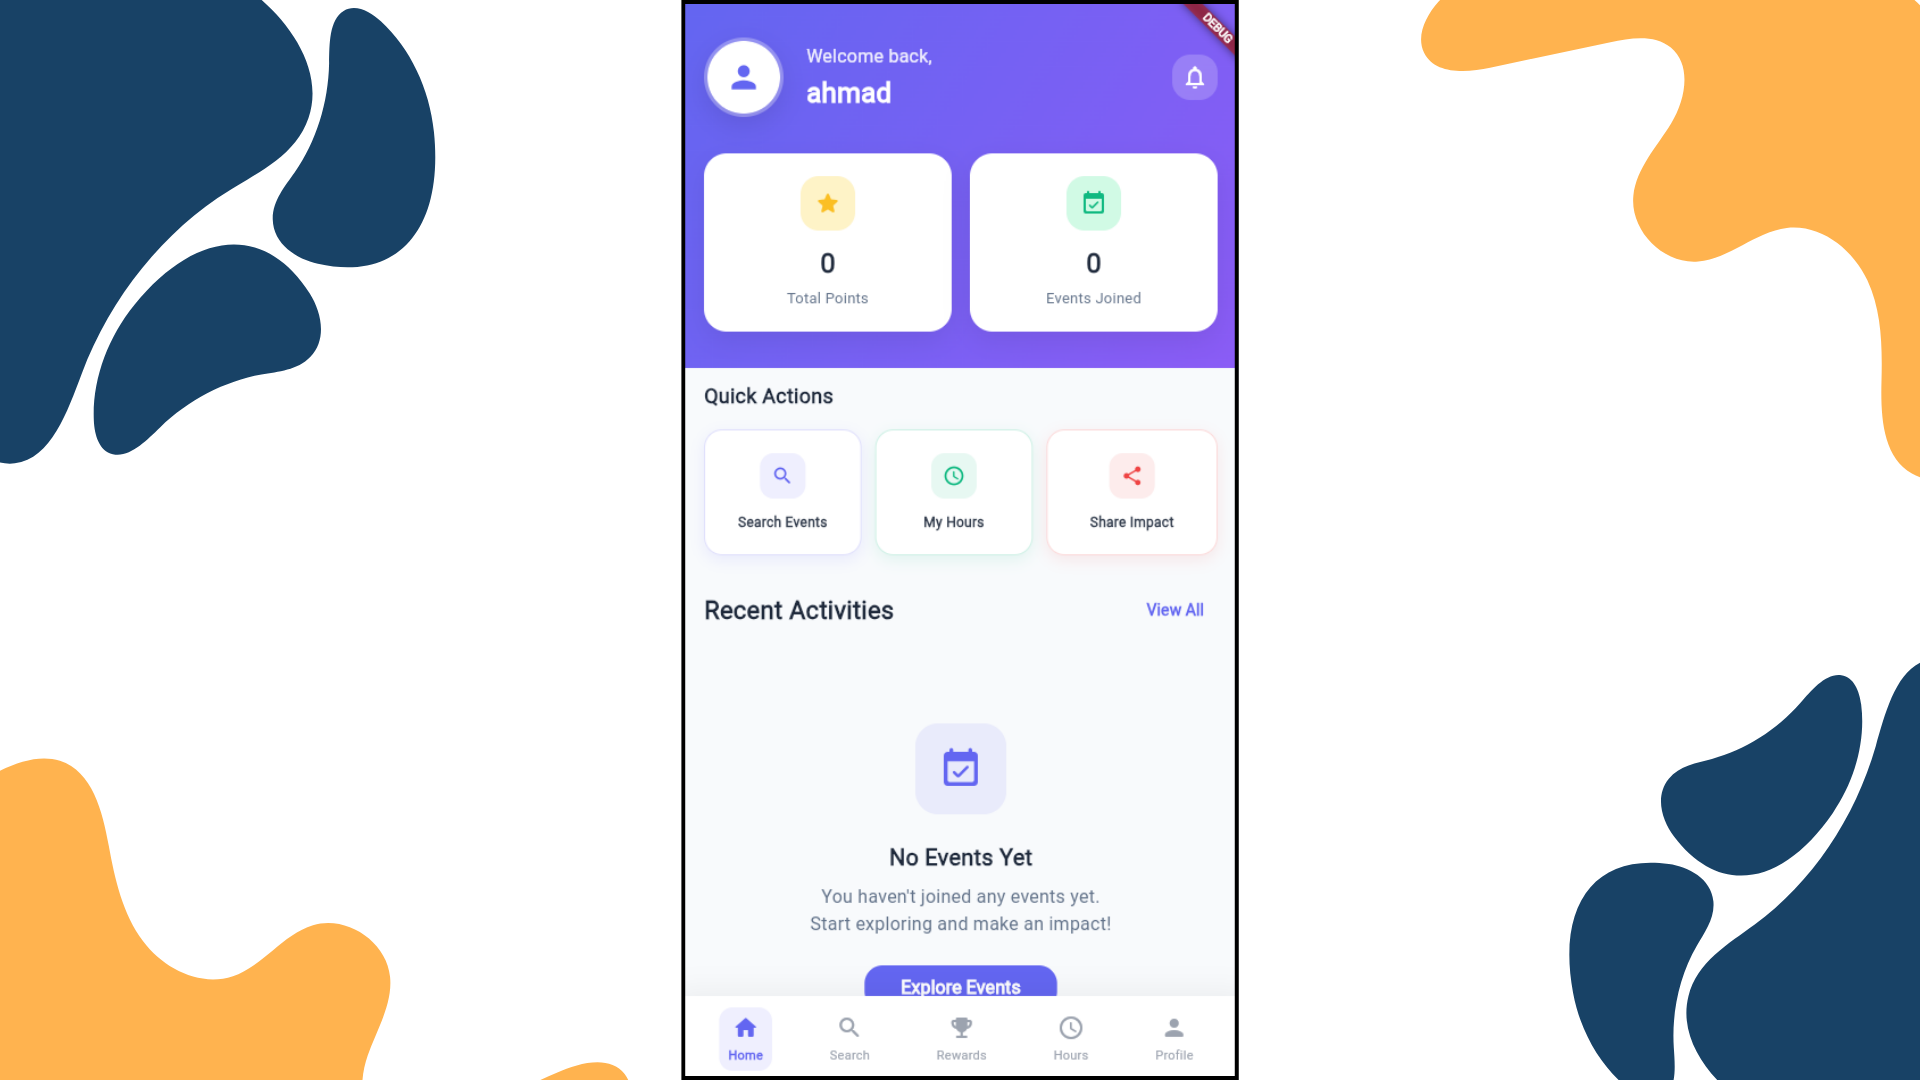 DEBUG
Welcome back,
ahmad
0
Total Points
0
Events Joined
Quick Actions
Search Events
My Hours
Share Impact
Recent Activities
View All
No Events Yet
You haven't joined any events yet.
Start exploring and make an impact!
Explore Events
Home
Search
Rewards
Hours
Profile